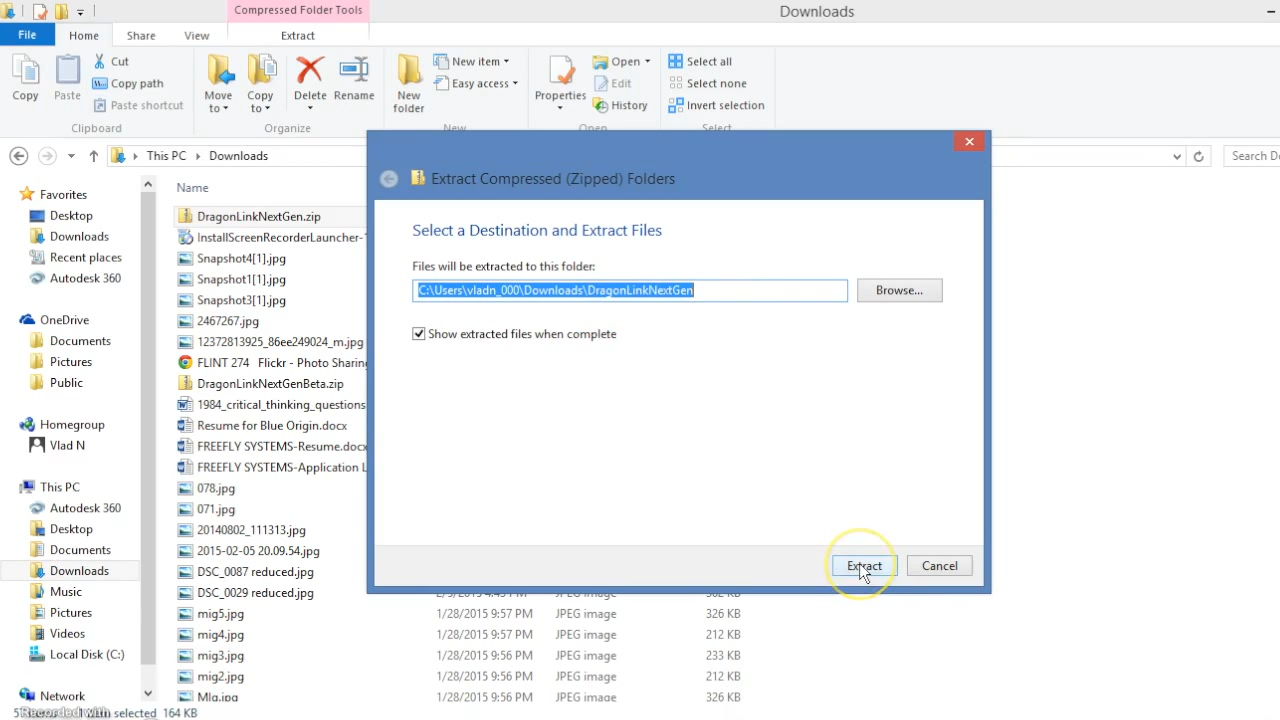 Compressed Folder Tools
Downloads
File
Home
Share
View
Extract
Copy
Paste
Cut
Copy path
Paste shortcut
Clipboard
Move to
Copy to
Delete
Rename
Organize
New folder
New item
Easy access
New
Properties
Open
Edit
History
Open
Select all
Select none
Invert selection
Select
This PC
Downloads
Search Do
Favorites
Desktop
Downloads
Recent places
Autodesk 360
OneDrive
Documents
Pictures
Public
Homegroup
Vlad N
This PC
Autodesk 360
Desktop
Documents
Downloads
Music
Pictures
Videos
Local Disk (C:)
Network
Name
DragonLinkNextGen.zip
InstallScreenRecorderLauncher-
Snapshot4[1].jpg
Snapshot1[1].jpg
Snapshot3[1].jpg
2467267.jpg
12372813925_86ee249024_m.jpg
FLINT 274 Flickr - Photo Sharing
DragonLinkNextGenBeta.zip
1984_critical_thinking_questions
Resume for Blue Origin.docx
FREEFLY SYSTEMS-Resume.docx
FREEFLY SYSTEMS-Application L
078.jpg
071.jpg
20140802_111313.jpg
2015-02-05 20.09.54.jpg
DSC_0087 reduced.jpg
DSC_0029 reduced.jpg
mig5.jpg 1/28/2015 9:57 PM JPEG image 326 KB
mig4.jpg 1/28/2015 9:57 PM JPEG image 212 KB
mig3.jpg 1/28/2015 9:56 PM JPEG image 233 KB
mig2.jpg 1/28/2015 9:56 PM JPEG image 212 KB
1/28/2015 9:56 PM JPEG image 326 KB
Extract Compressed (Zipped) Folders
Select a Destination and Extract Files
Files will be extracted to this folder:
C:\Users\vladn_000\Downloads\DragonLinkNextGen
Browse...
Show extracted files when complete
Extract
Cancel
Recorded with
selected 164 KB